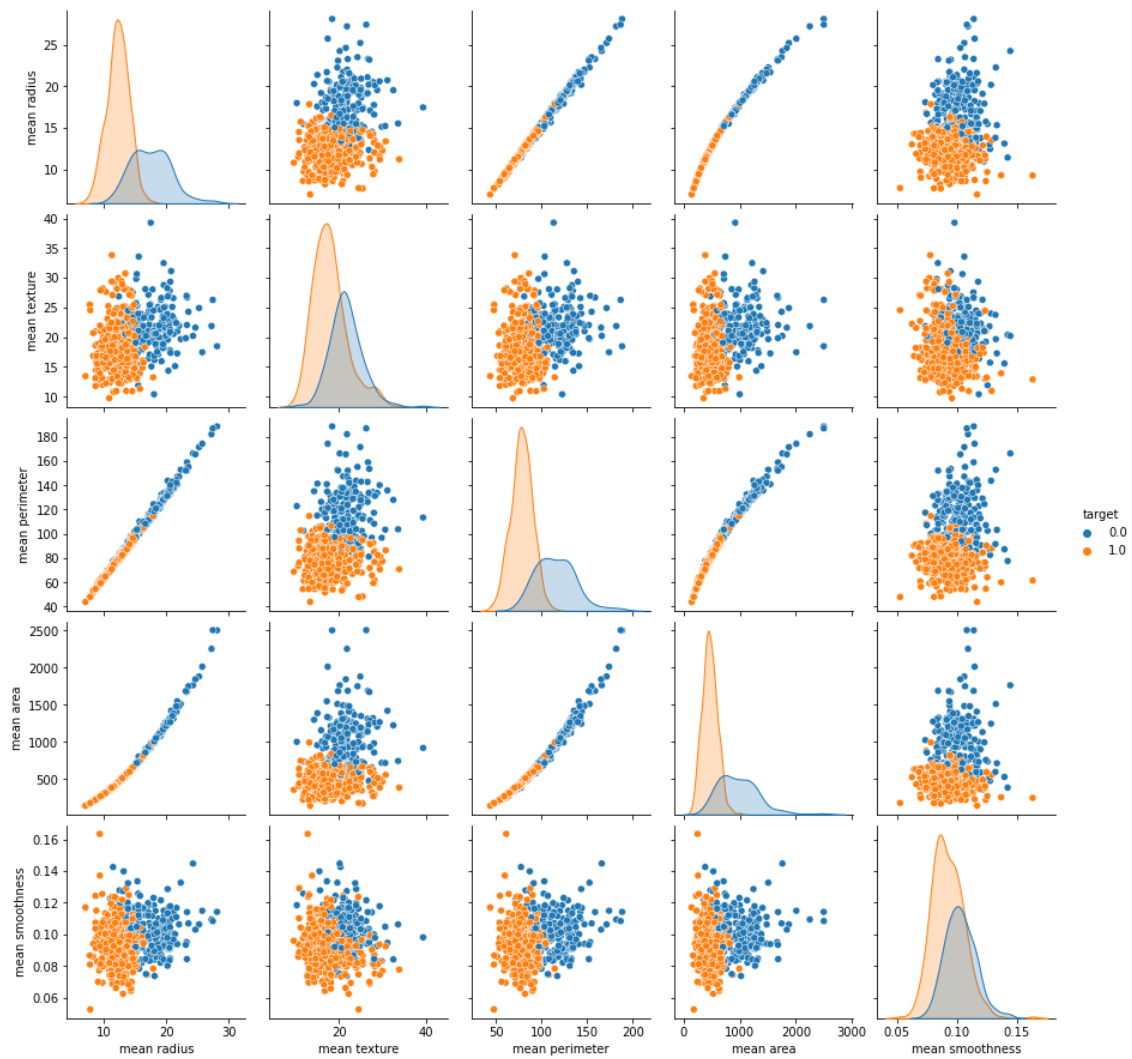 25
20
15
10
mean radius
40
35
30
25
20
15
10
mean texture
180
160
140
120
100
80
60
40
mean perimeter
target
0.0
1.0
2500
2000
1500
1000
500
mean area
0.16
0.14
0.12
0.10
0.08
0.06
mean smoothness
10 20 30
20 40
50 100 150 200
0 1000 2000 3000
0.05 0.10 0.15
mean radius
mean texture
mean perimeter
mean area
mean smoothness